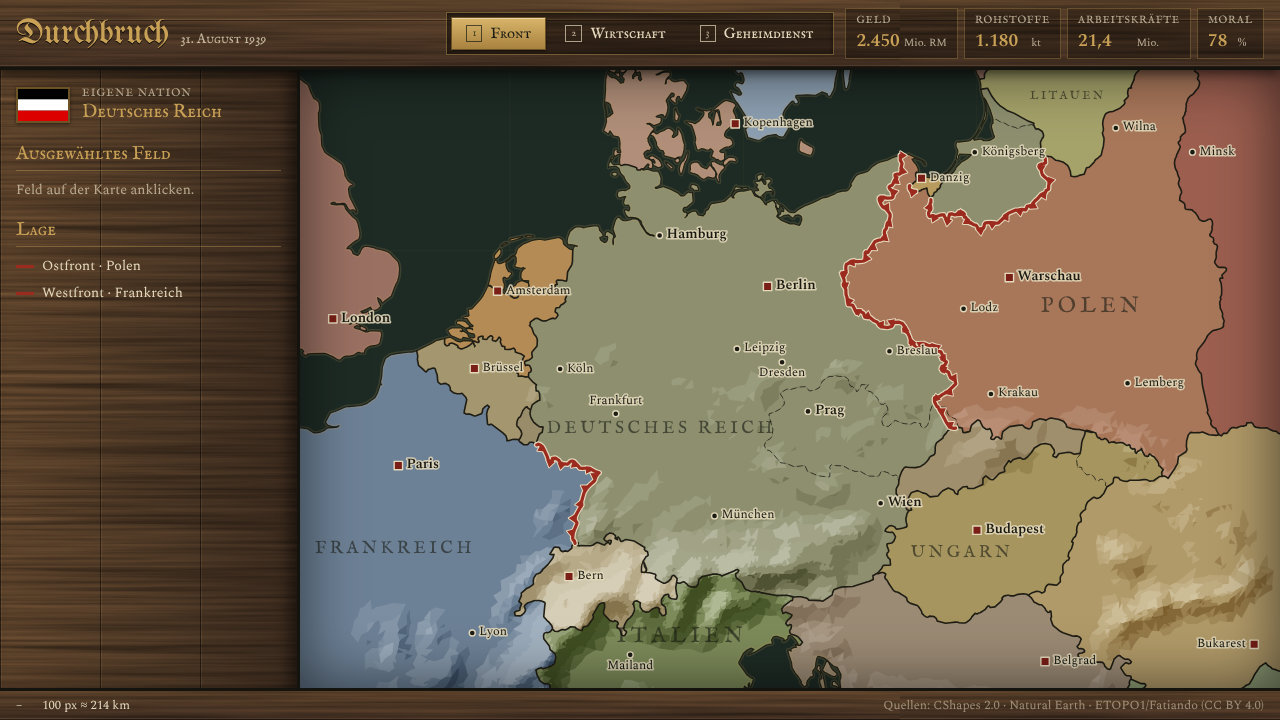 Durchbruch
31. August 1939
1 Front
2 Wirtschaft
3 Geheimdienst
GELD
2.450 Mio. RM
ROHSTOFFE
1.180 kt
ARBEITSKRÄFTE
21,4 Mio.
MORAL
78 %
EIGENE NATION
Deutsches Reich
Ausgewähltes Feld
Feld auf der Karte anklicken.
Lage
Ostfront · Polen
Westfront · Frankreich
LITAUEN
Kopenhagen
Wilna
Königsberg
Minsk
Danzig
Hamburg
Warschau
Berlin
Amsterdam
Lodz
POLEN
London
Leipzig
Breslau
Brüssel
Köln
Dresden
Lemberg
Krakau
Frankfurt
Prag
DEUTSCHES REICH
Paris
Wien
München
Budapest
FRANKREICH
UNGARN
Bern
Lyon
ITALIEN
Bukarest
Mailand
Belgrad
–
100 px ≈ 214 km
Quellen: CShapes 2.0 · Natural Earth · ETOPO1/Fatiando (CC BY 4.0)